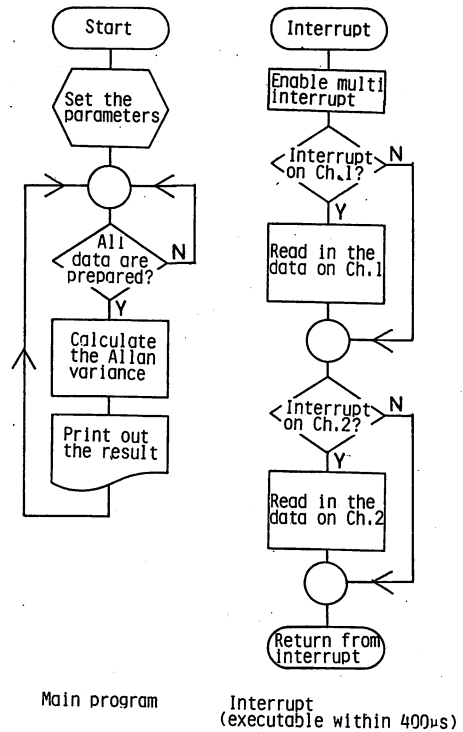 Start
Set the
parameters
All
data are
prepared?
N
Y
Calculate
the Allan
variance
Print out
the result
Main program
Interrupt
Enable multi
interrupt
Interrupt
on Ch.1?
N
Y
Read in the
data on Ch.1
Interrupt
on Ch.2?
N
Y
Read in the
data on Ch.2
Return from
interrupt
Interrupt
(executable within 400μs)